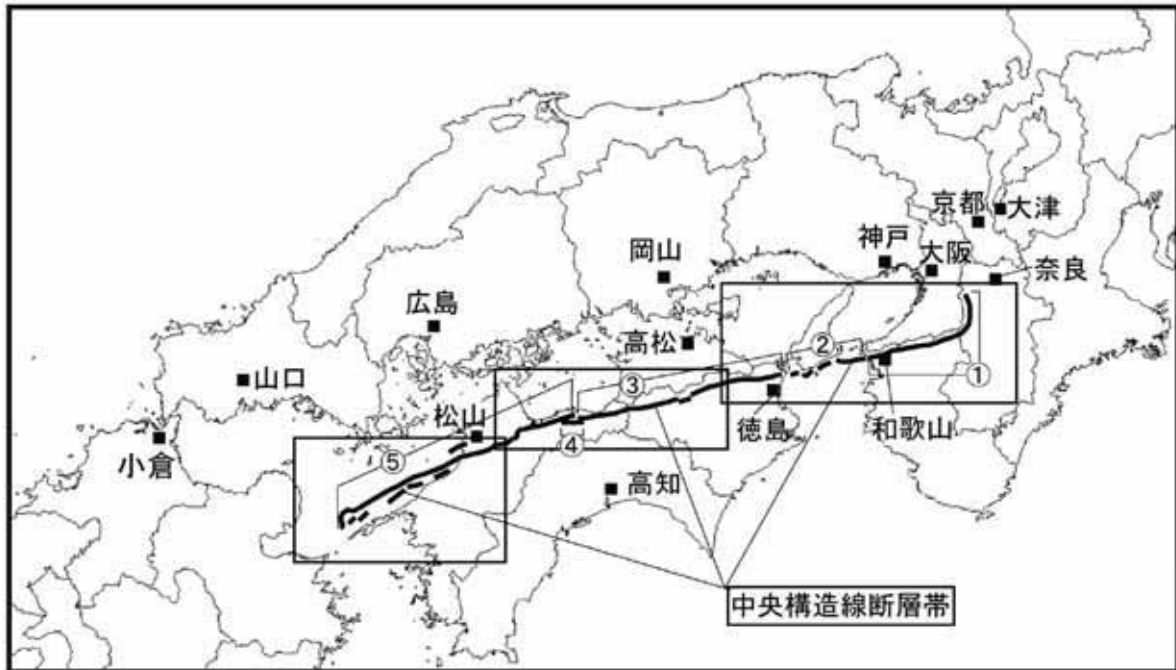 京都
大津
神戸
大阪
岡山
奈良
広島
高松
②
③
山口
①
松山
徳島
和歌山
④
小倉
⑤
高知
中央構造線断層帯